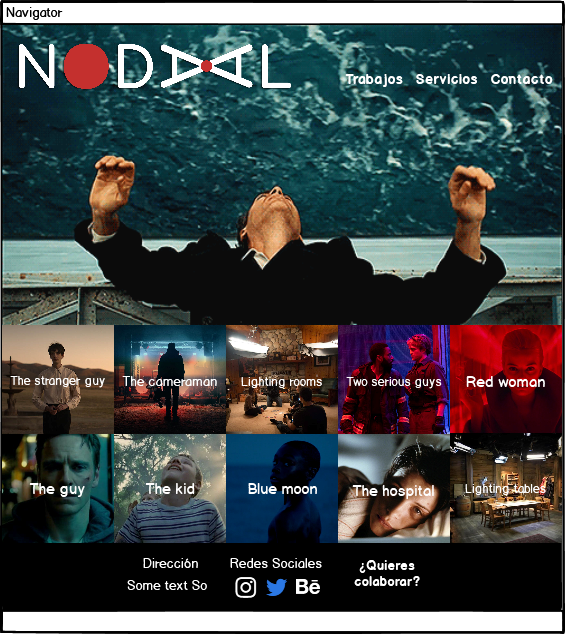 Navigator
NODAAL
Trabajos Servicios Contacto
The stranger guy
The cameraman
Lighting rooms
Two serious guys
Red woman
The guy
The kid
Blue moon
The hospital
Lighting tables
Dirección
Some text So
Redes Sociales
Bē
¿Quieres
colaborar?